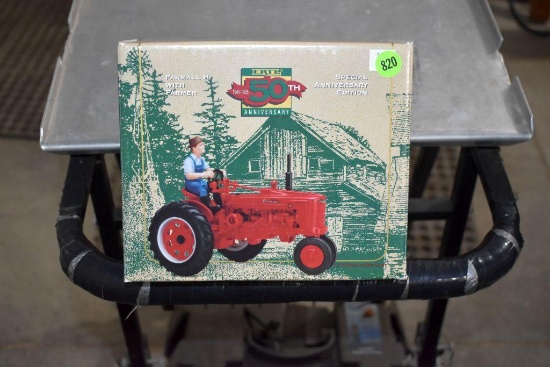 FARMALL H
WITH
FARMER
ERTL
50TH
ANNIVERSARY
SPECIAL
ANNIVERSARY
EDITION
820